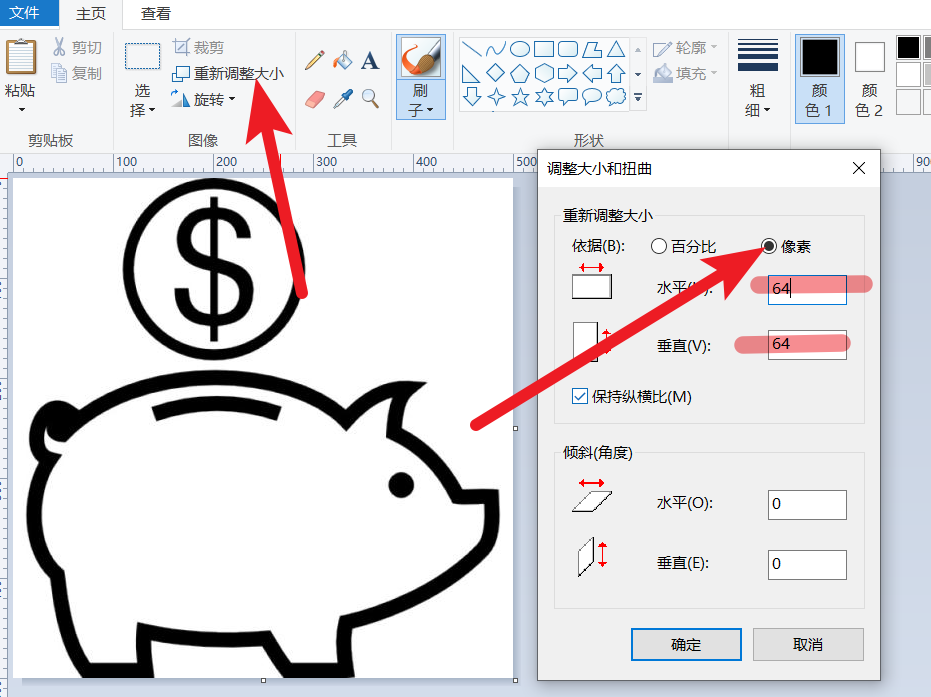 文件 主页 查看
粘贴
剪切
复制
剪贴板
选择
裁剪
重新调整大小
旋转
图像
A
工具
刷子
轮廓
填充
形状
粗细
颜色 1
颜色 2
0 100 200 300 400 500
$
调整大小和扭曲
重新调整大小
依据(B):
百分比
像素
水平
64
垂直(V):
64
保持纵横比(M)
倾斜(角度)
水平(O):
0
垂直(E):
0
确定
取消